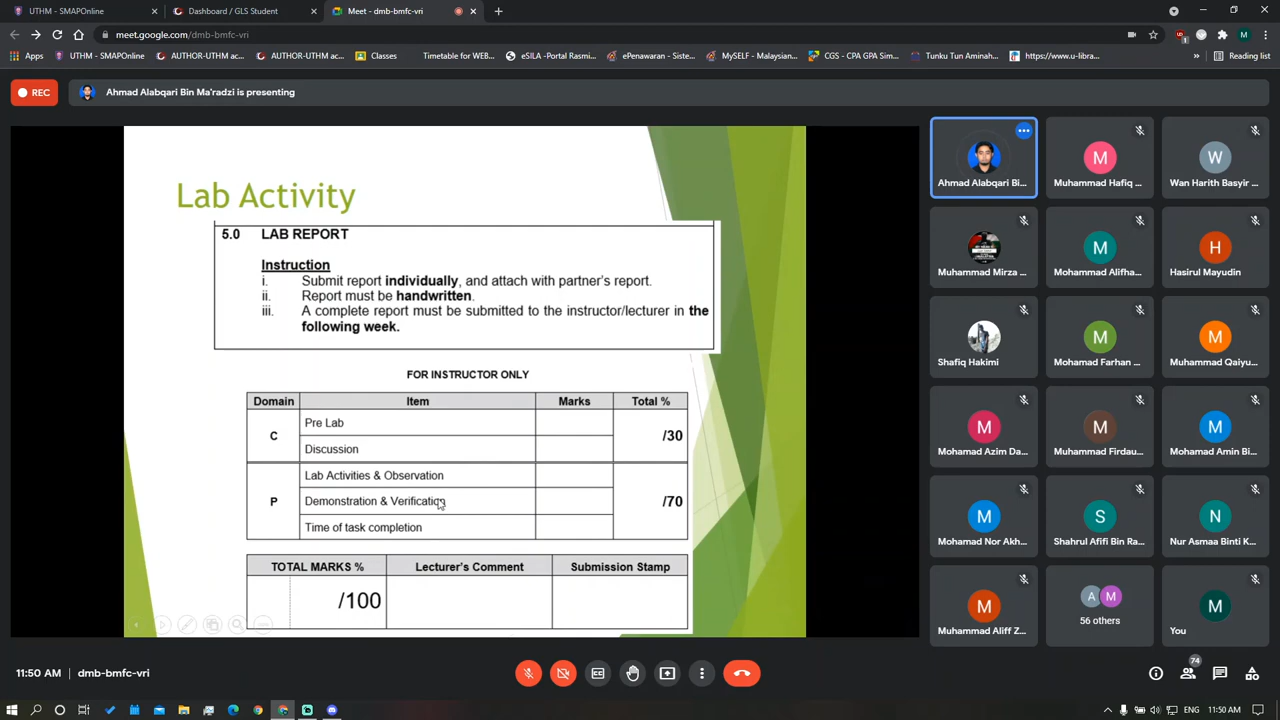 UTHM - SMAPOnline
Dashboard / GLS Student
Meet - dmb-bmfc-vri
meet.google.com/dmb-bmfc-vri
Apps
UTHM - SMAPOnline
AUTHOR-UTHM ac...
AUTHOR-UTHM ac...
Classes
Timetable for WEB...
eSILA - Portal Rasmi...
ePenawaran - Siste...
MySELF - Malaysian...
CGS - CPA GPA Sim...
Tunku Tun Aminah...
https://www.u-libra...
Reading list
REC
Ahmad Alabqari Bin Ma'radzi is presenting
Lab Activity
5.0 LAB REPORT
Instruction
i. Submit report individually, and attach with partner's report.
ii. Report must be handwritten.
iii. A complete report must be submitted to the instructor/lecturer in the
following week.
FOR INSTRUCTOR ONLY
Domain Item Marks Total %
C
Pre Lab
Discussion
/30
P
Lab Activities & Observation
Demonstration & Verification
Time of task completion
/70
TOTAL MARKS % Lecturer's Comment Submission Stamp
/100
Ahmad Alabqari Bi...
M
Muhammad Hafiq ...
W
Wan Harith Basyir ...
Muhammad Mirza ...
M
Mohammad Alifha...
H
Hasirul Mayudin
Shafiq Hakimi
M
Mohamad Farhan ...
M
Muhammad Qaiyu...
M
Mohamad Azim Da...
M
Muhammad Firdau...
M
Mohamad Amin Bi...
M
Mohamad Nor Akh...
S
Shahrul Afifi Bin Ra...
N
Nur Asmaa Binti K...
M
Muhammad Aliff Z...
A M
56 others
M
You
11:50 AM dmb-bmfc-vri
74
ENG 11:50 AM